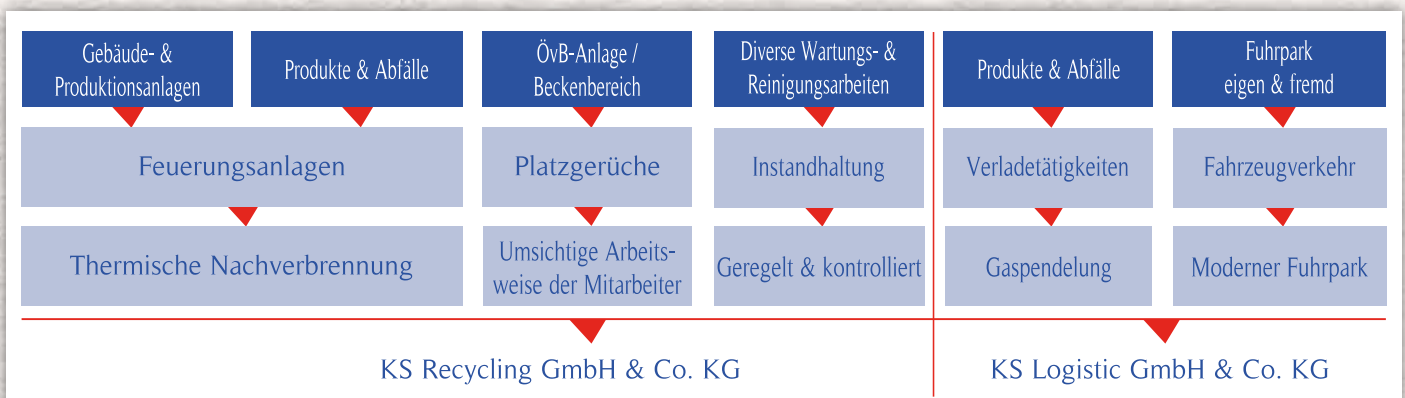 Gebäude- &
Produktionsanlagen
Produkte & Abfälle
ÖvB-Anlage /
Beckenbereich
Diverse Wartungs- &
Reinigungsarbeiten
Produkte & Abfälle
Fuhrpark
eigen & fremd
Feuerungsanlagen
Platzgerüche
Instandhaltung
Verladetätigkeiten
Fahrzeugverkehr
Thermische Nachverbrennung
Umsichtige Arbeits-
weise der Mitarbeiter
Geregelt & kontrolliert
Gaspendelung
Moderner Fuhrpark
KS Recycling GmbH & Co. KG
KS Logistic GmbH & Co. KG